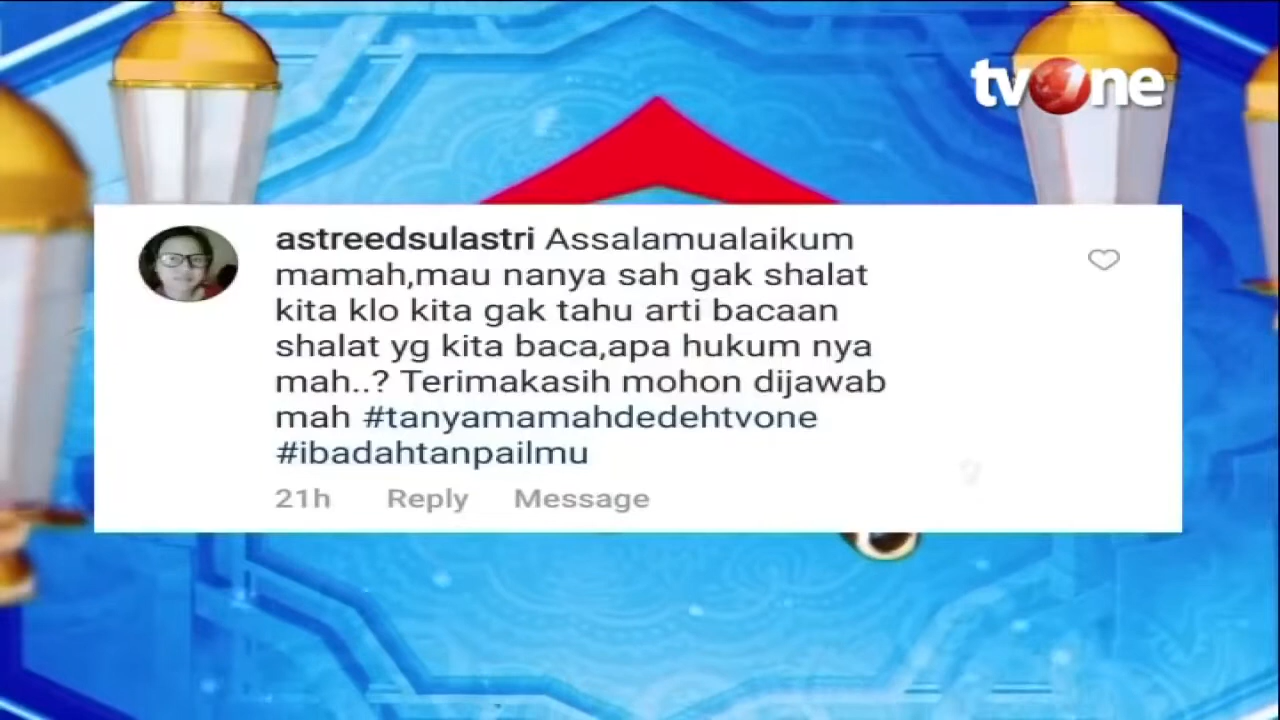 tvOne
astreedsulastri Assalamualaikum
mamah,mau nanya sah gak shalat
kita klo kita gak tahu arti bacaan
shalat yg kita baca,apa hukum nya
mah..? Terimakasih mohon dijawab
mah #tanyamamahdedehtvone
#ibadahtanpailmu
21h Reply Message